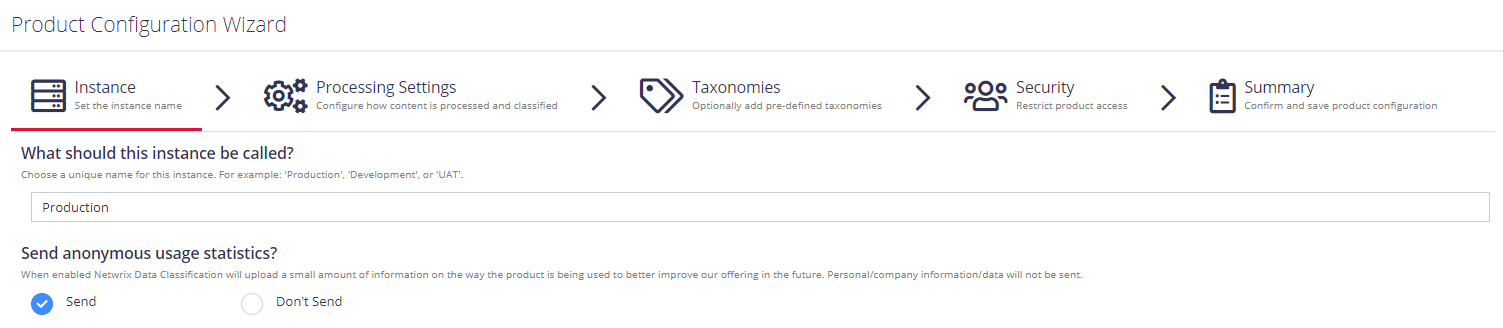 Product Configuration Wizard
Instance
Set the instance name
Processing Settings
Configure how content is processed and classified
Taxonomies
Optionally add pre-defined taxonomies
Security
Restrict product access
Summary
Confirm and save product configuration
What should this instance be called?
Choose a unique name for this instance. For example: 'Production', 'Development', or 'UAT'.
Production
Send anonymous usage statistics?
When enabled Netwrix Data Classification will upload a small amount of information on the way the product is being used to better improve our offering in the future. Personal/company information/data will not be sent.
Send
Don't Send